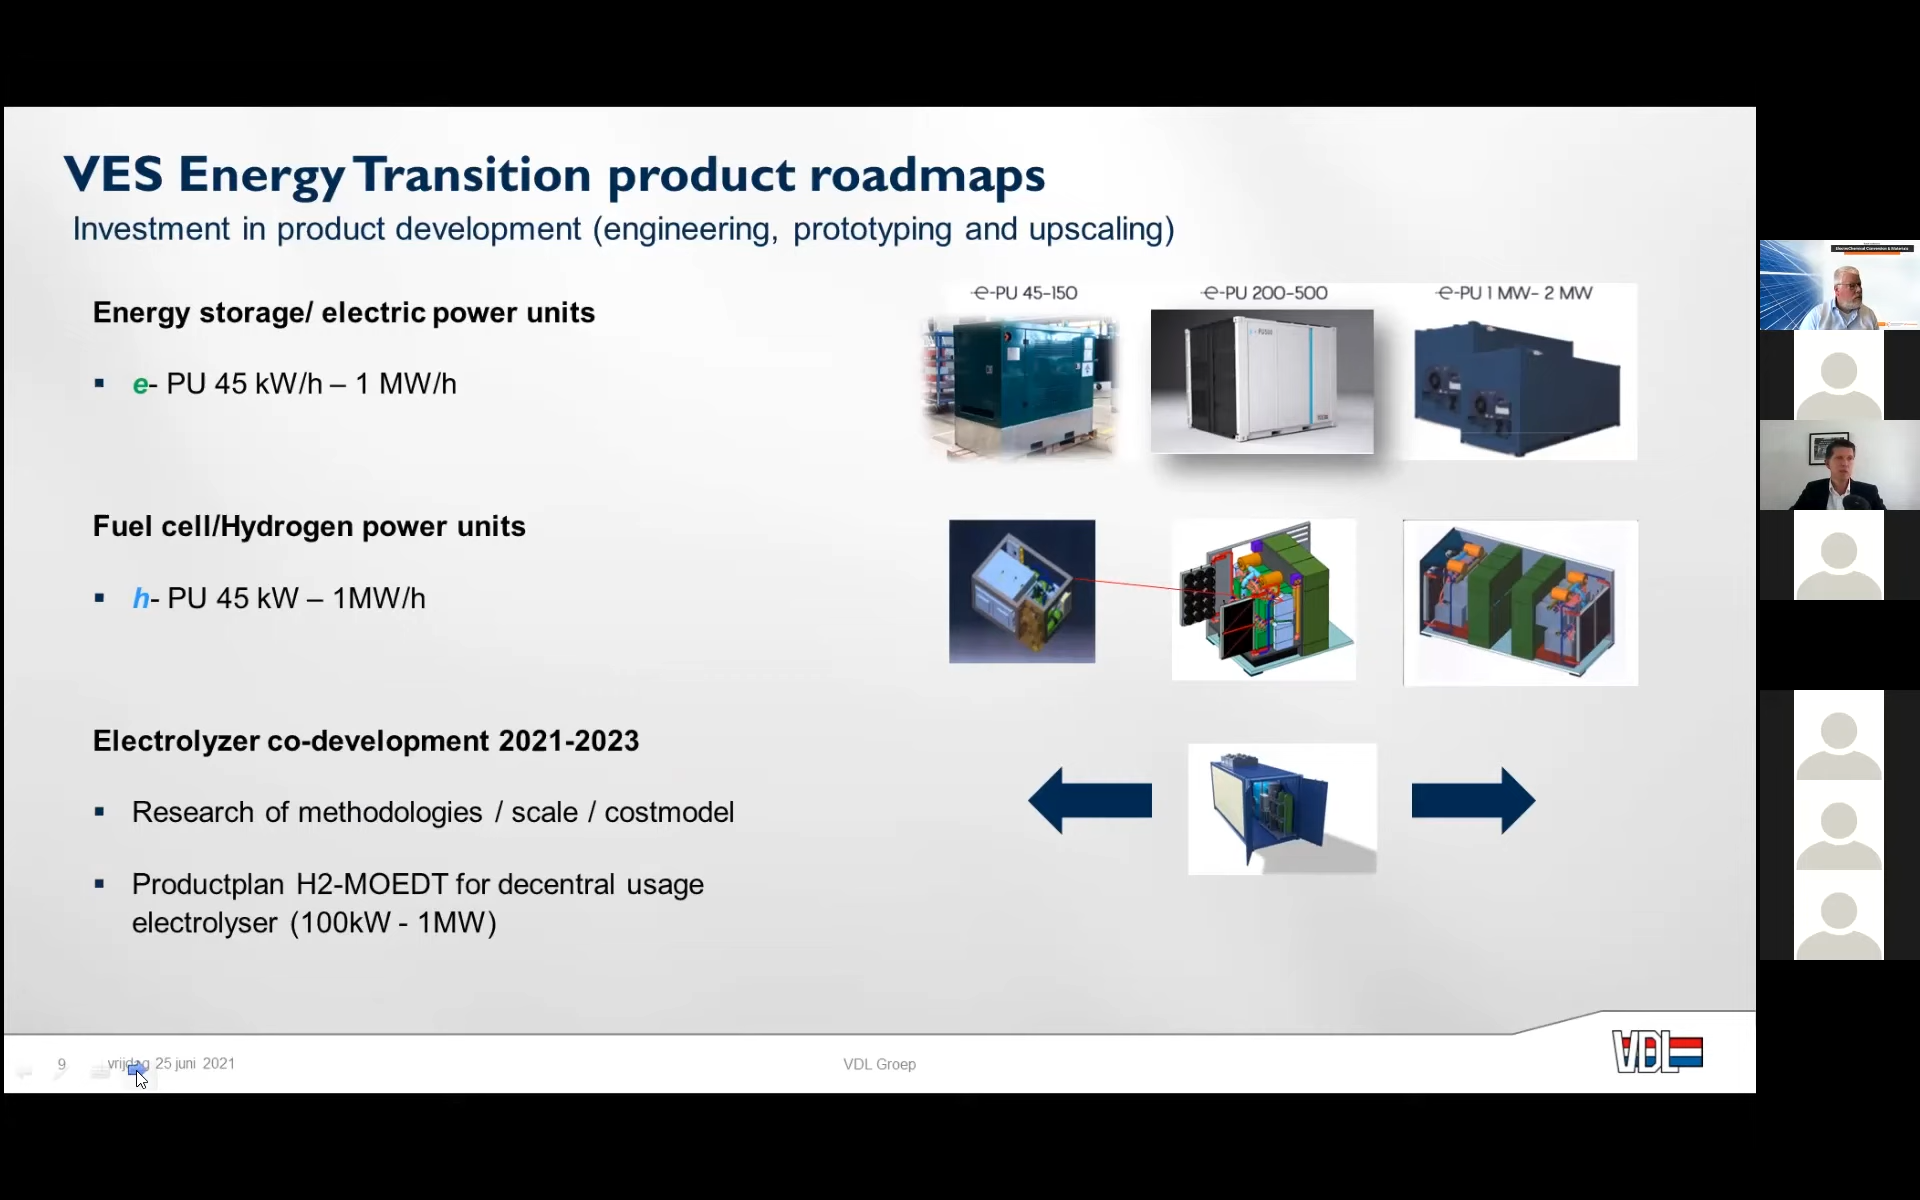 VES Energy Transition product roadmaps
Investment in product development (engineering, prototyping and upscaling)
Energy storage/ electric power units
▪ e- PU 45 kW/h – 1 MW/h
e-PU 45-150
e-PU 200-500
e-PU 1 MW- 2 MW
Fuel cell/Hydrogen power units
▪ h- PU 45 kW – 1MW/h
Electrolyzer co-development 2021-2023
▪ Research of methodologies / scale / costmodel
▪ Productplan H2-MOEDT for decentral usage
electrolyser (100kW - 1MW)
9
vrijdag 25 juni 2021
VDL Groep
VDL